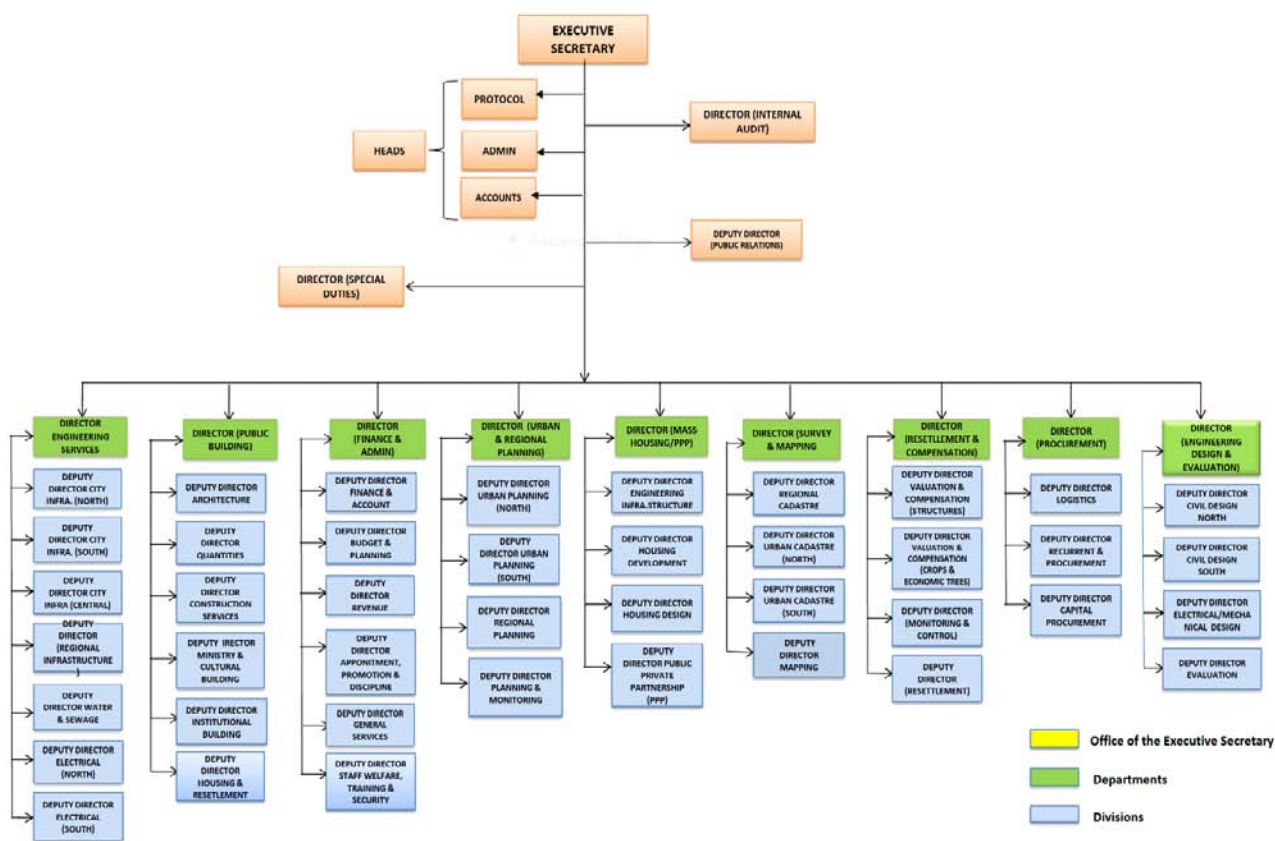 EXECUTIVE
SECRETARY
PROTOCOL
DIRECTOR (INTERNAL
AUDIT)
HEADS
ADMIN
ACCOUNTS
DEPUTY DIRECTOR
(PUBLIC RELATIONS)
DIRECTOR (SPECIAL
DUTIES)
DIRECTOR
ENGINEERING
SERVICES
DEPUTY
DIRECTOR CITY
INFRA. (NORTH)
DEPUTY
DIRECTOR CITY
INFRA. (SOUTH)
DEPUTY
DIRECTOR CITY
INFRA (CENTRAL)
DEPUTY
DIRECTOR
(REGIONAL
INFRASTRUCTURE
)
DEPUTY
DIRECTOR WATER
& SEWAGE
DEPUTY DIRECTOR
ELECTRICAL
(NORTH)
DEPUTY DIRECTOR
ELECTRICAL
(SOUTH)
DIRECTOR (PUBLIC
BUILDING)
DEPUTY DIRECTOR
ARCHITECTURE
DEPUTY
DIRECTOR
QUANTITIES
DEPUTY
DIRECTOR
CONSTRUCTION
SERVICES
DEPUTY IRECTOR
MINISTRY &
CULTURAL
BUILDING
DEPUTY DIRECTOR
INSTITUTIONAL
BUILDING
DEPUTY
DIRECTOR
HOUSING &
RESETLEMENT
DIRECTOR
(FINANCE &
ADMIN)
DEPUTY DIRECTOR
FINANCE &
ACCOUNT
DEPUTY DIRECTOR
BUDGET &
PLANNING
DEPUTY
DIRECTOR
REVENUE
DEPUTY
DIRECTOR
APPONITMENT,
PROMOTION &
DISCIPLINE
DEPUTY DIRECTOR
GENERAL
SERVICES
DEPUTY DIRECTOR
STAFF WELFARE,
TRAINING &
SECURITY
DIRECTOR (URBAN
& REGIONAL
PLANNING)
DEPUTY DIRECTOR
URBAN PLANNING
(NORTH)
DEPUTY
DIRECTOR URBAN
PLANNING
(SOUTH)
DEPUTY DIRECTOR
REGIONAL
PLANNING
DEPUTY DIRECTOR
PLANNING &
MONITORING
DIRECTOR (MASS
HOUSING/PPP)
DEPUTY DIRECTOR
ENGINEERING
INFRA.STRUCTURE
DEPUTY
DIRECTOR
HOUSING
DEVELOPMENT
DEPUTY DIRECTOR
HOUSING DESIGN
DEPUTY
DIRECTOR PUBLIC
PRIVATE
PARTNERSHIP
(PPP)
DIRECTOR (SURVEY
& MAPPING)
DEPUTY DIRECTOR
REGIONAL
CADASTRE
DEPUTY DIRECTOR
URBAN CADASTRE
(NORTH)
DEPUTY DIRECTOR
URBAN CADASTRE
(SOUTH)
DEPUTY
DIRECTOR
MAPPING
DIRECTOR
(RESETLLEMENT &
COMPENSATION)
DEPUTY DIRECTOR
VALUATION &
COMPENSATION
(STRUCTURES)
DEPUTY DIRECTOR
VALUATION &
COMPENSATION
(CROPS &
ECONOMIC TREES)
DEPUTY DIRECTOR
(MONITORING &
CONTROL)
DEPUTY
DIRECTOR
(RESETTLEMENT)
DIRECTOR
(PROCUREMENT)
DEPUTY DIRECTOR
LOGISTICS
DEPUTY DIRECTOR
RECURRENT &
PROCUREMENT
DEPUTY DIRECTOR
CAPITAL
PROCUREMENT
DIRECTOR
(ENGINEERING
DESIGN &
EVALUATION)
DEPUTY DIRECTOR
CIVIL DESIGN
NORTH
DEPUTY DIRECTOR
CIVIL DESIGN
SOUTH
DEPUTY DIRECTOR
ELECTRICAL/MECHA
NICAL DESIGN
DEPUTY DIRECTOR
EVALUATION
Office of the Executive Secretary
Departments
Divisions